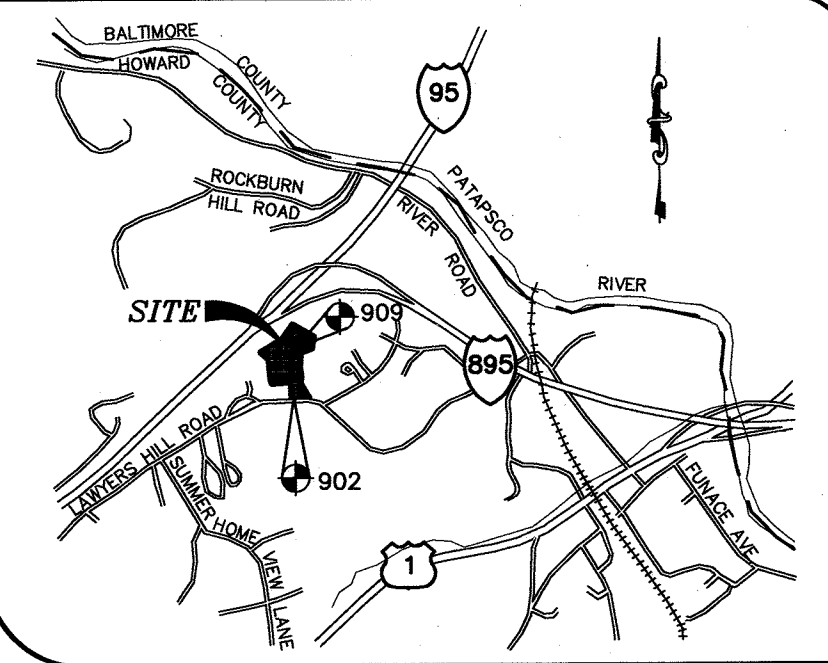 BALTIMORE
COUNTY
HOWARD
COUNTY
95
PATAPSCO
RIVER
ROCKBURN
HILL ROAD
RIVER
ROAD
SITE
909
895
LAWYERS HILL ROAD
902
SUMMER HOME VIEW LANE
1
FUNACE AVE